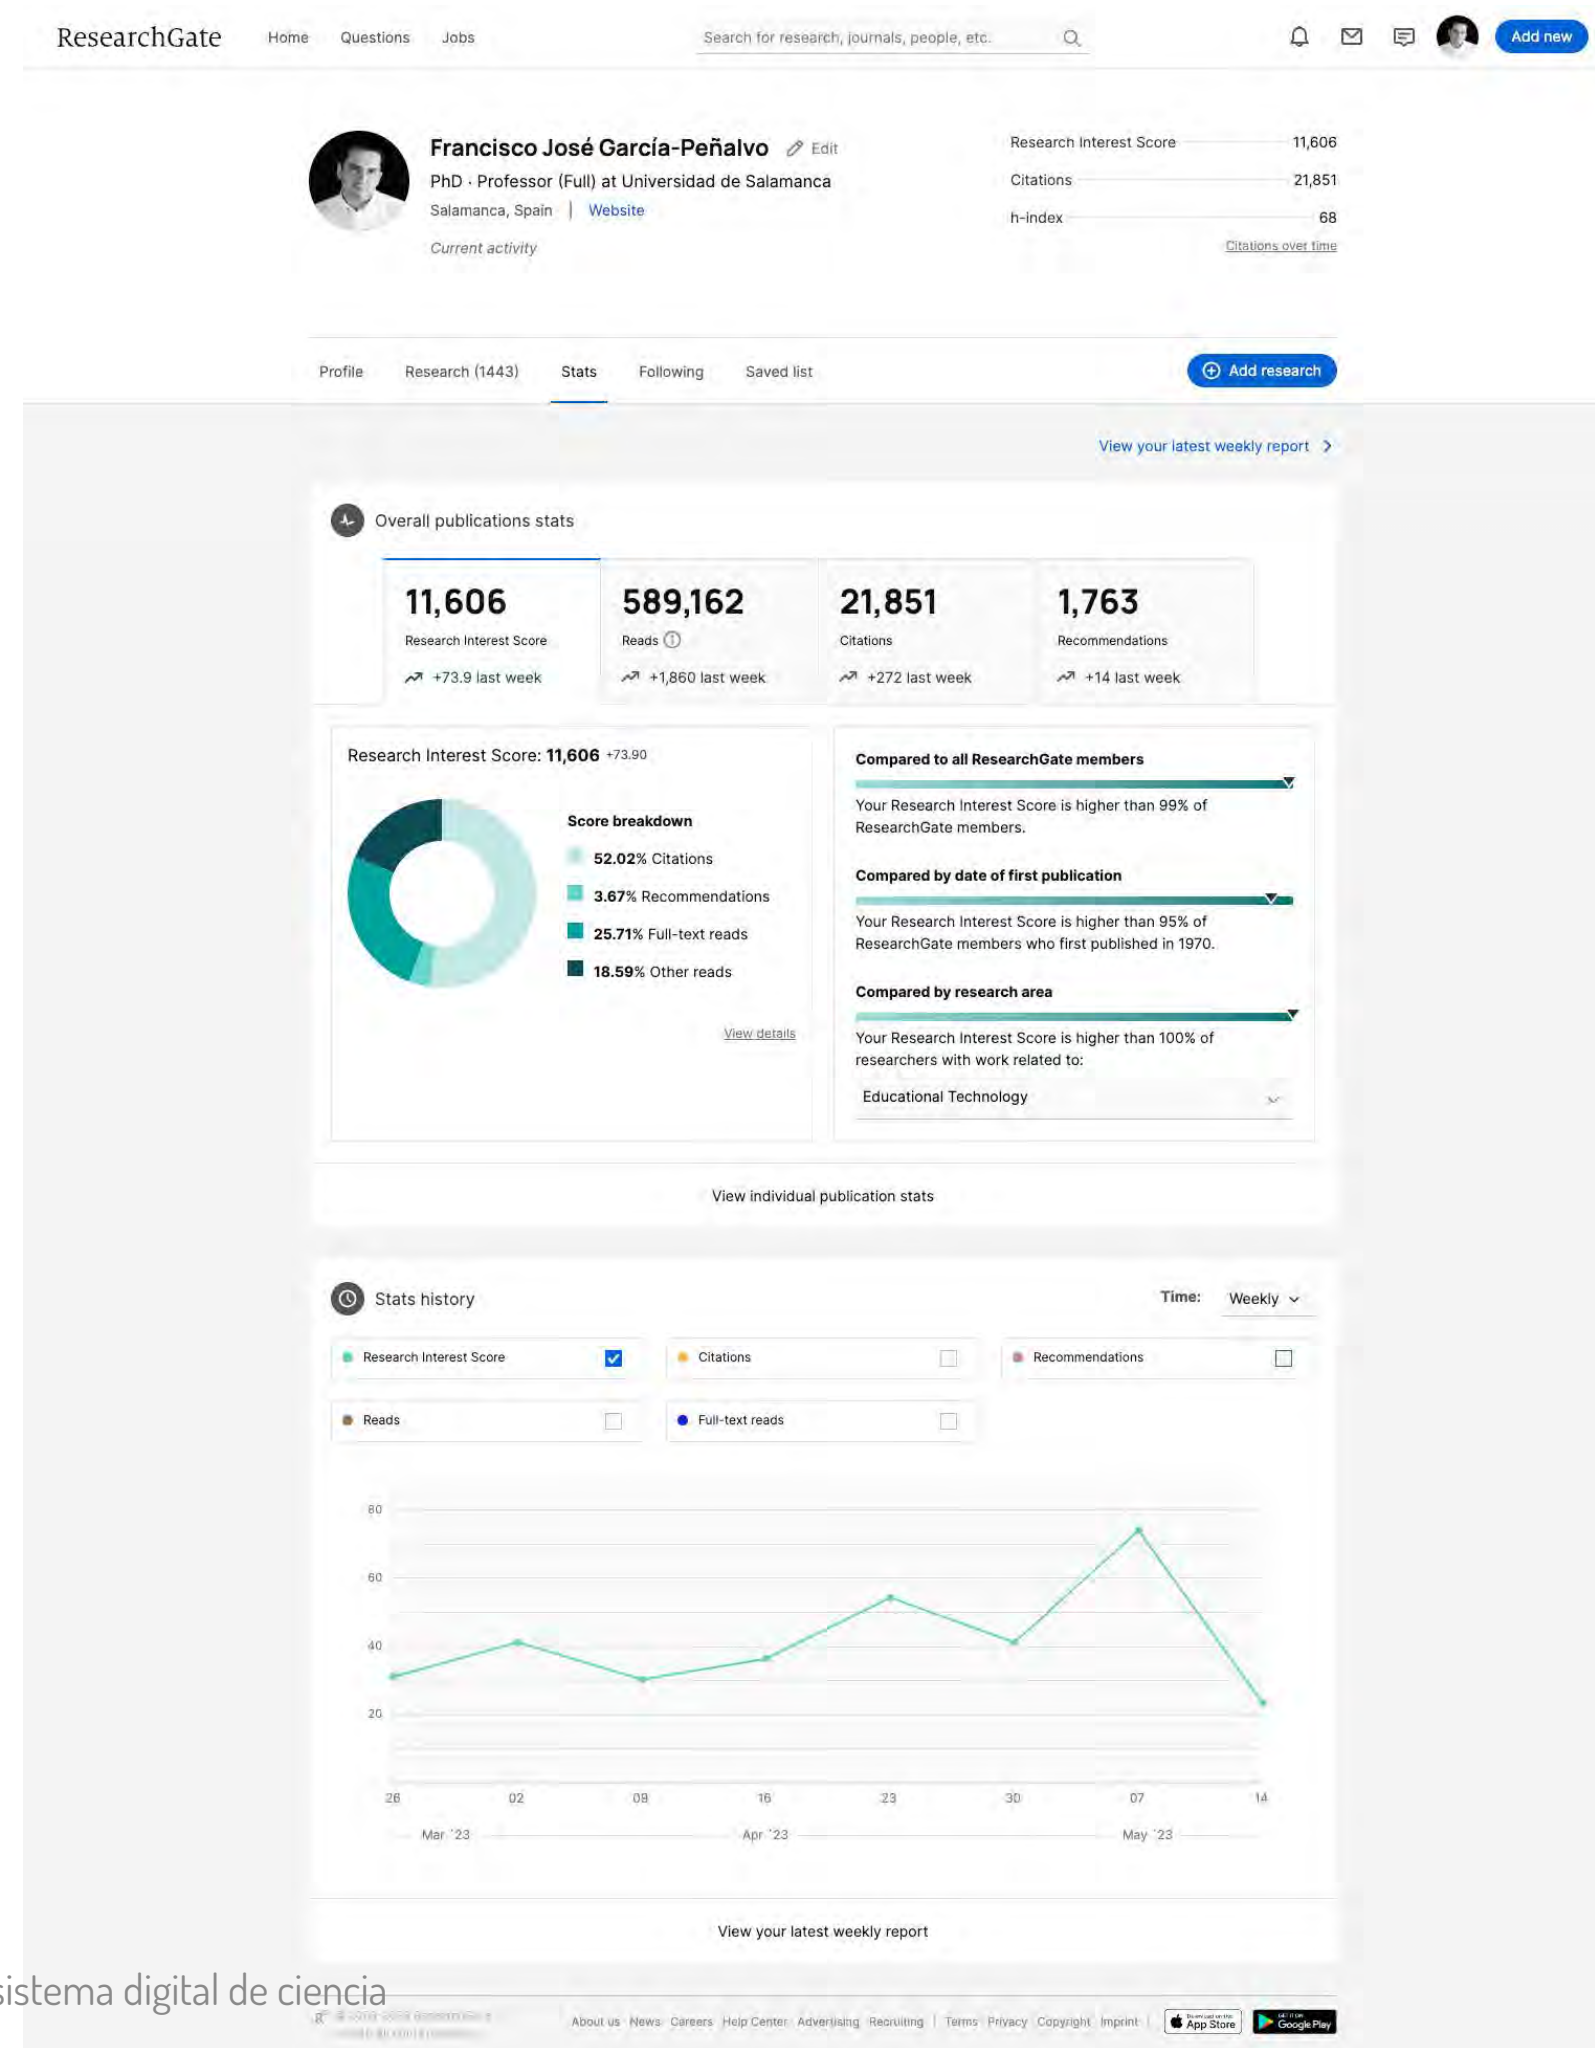 ResearchGate Home Questions Jobs Search for research, journals, people, etc. Add new
Francisco José García-Peñalvo Edit
PhD · Professor (Full) at Universidad de Salamanca
Salamanca, Spain | Website
Current activity
Research Interest Score 11,606
Citations 21,851
h-index 68
Citations over time
Profile Research (1443) Stats Following Saved list Add research
View your latest weekly report
Overall publications stats
11,606 589,162 21,851 1,763
Research Interest Score Reads Citations Recommendations
+73.9 last week +1,860 last week +272 last week +14 last week
Research Interest Score: 11,606 +73.90
Score breakdown
52.02% Citations
3.67% Recommendations
25.71% Full-text reads
18.59% Other reads
View details
Compared to all ResearchGate members
Your Research Interest Score is higher than 99% of
ResearchGate members.
Compared by date of first publication
Your Research Interest Score is higher than 95% of
ResearchGate members who first published in 1970.
Compared by research area
Your Research Interest Score is higher than 100% of
researchers with work related to:
Educational Technology
View individual publication stats
Stats history Time: Weekly
Research Interest Score Citations Recommendations
Reads Full-text reads
80
60
40
20
26 02 09 16 23 30 07 14
Mar '23 Apr '23 May '23
View your latest weekly report
sistema digital de ciencia
About us News Careers Help Center Advertising Recruiting | Terms Privacy Copyright Imprint |
App Store
GET IT ON
Google Play